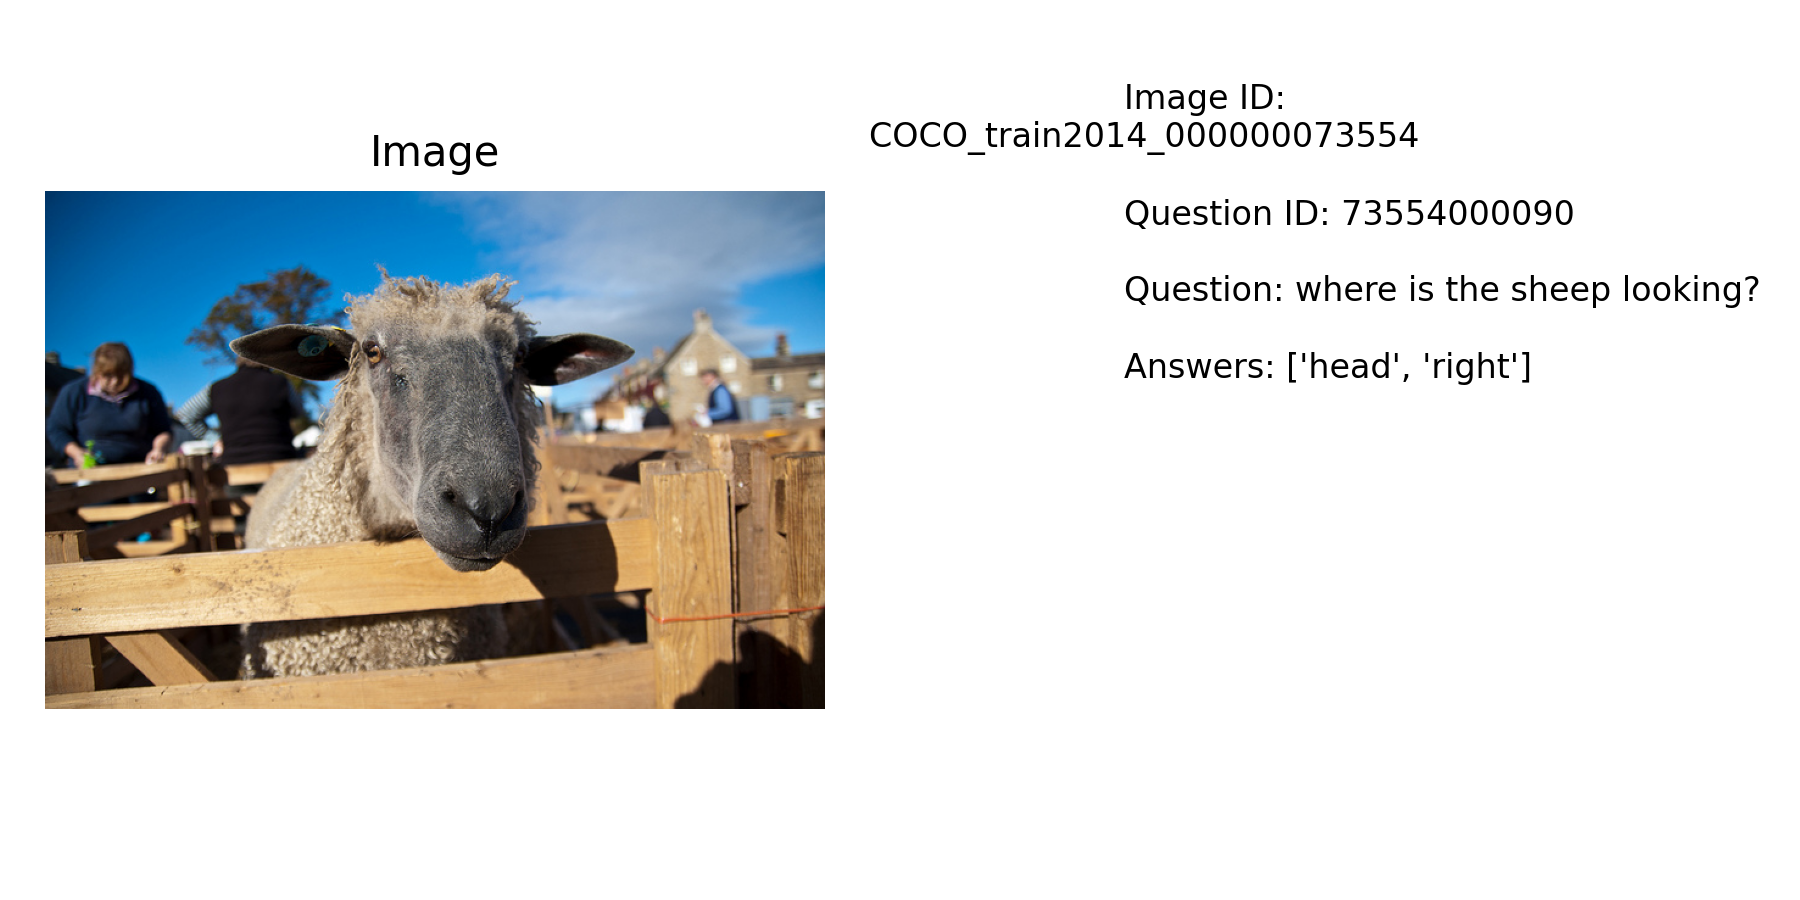 Image
Image ID:
COCO_train2014_000000073554
Question ID: 73554000090
Question: where is the sheep looking?
Answers: ['head', 'right']